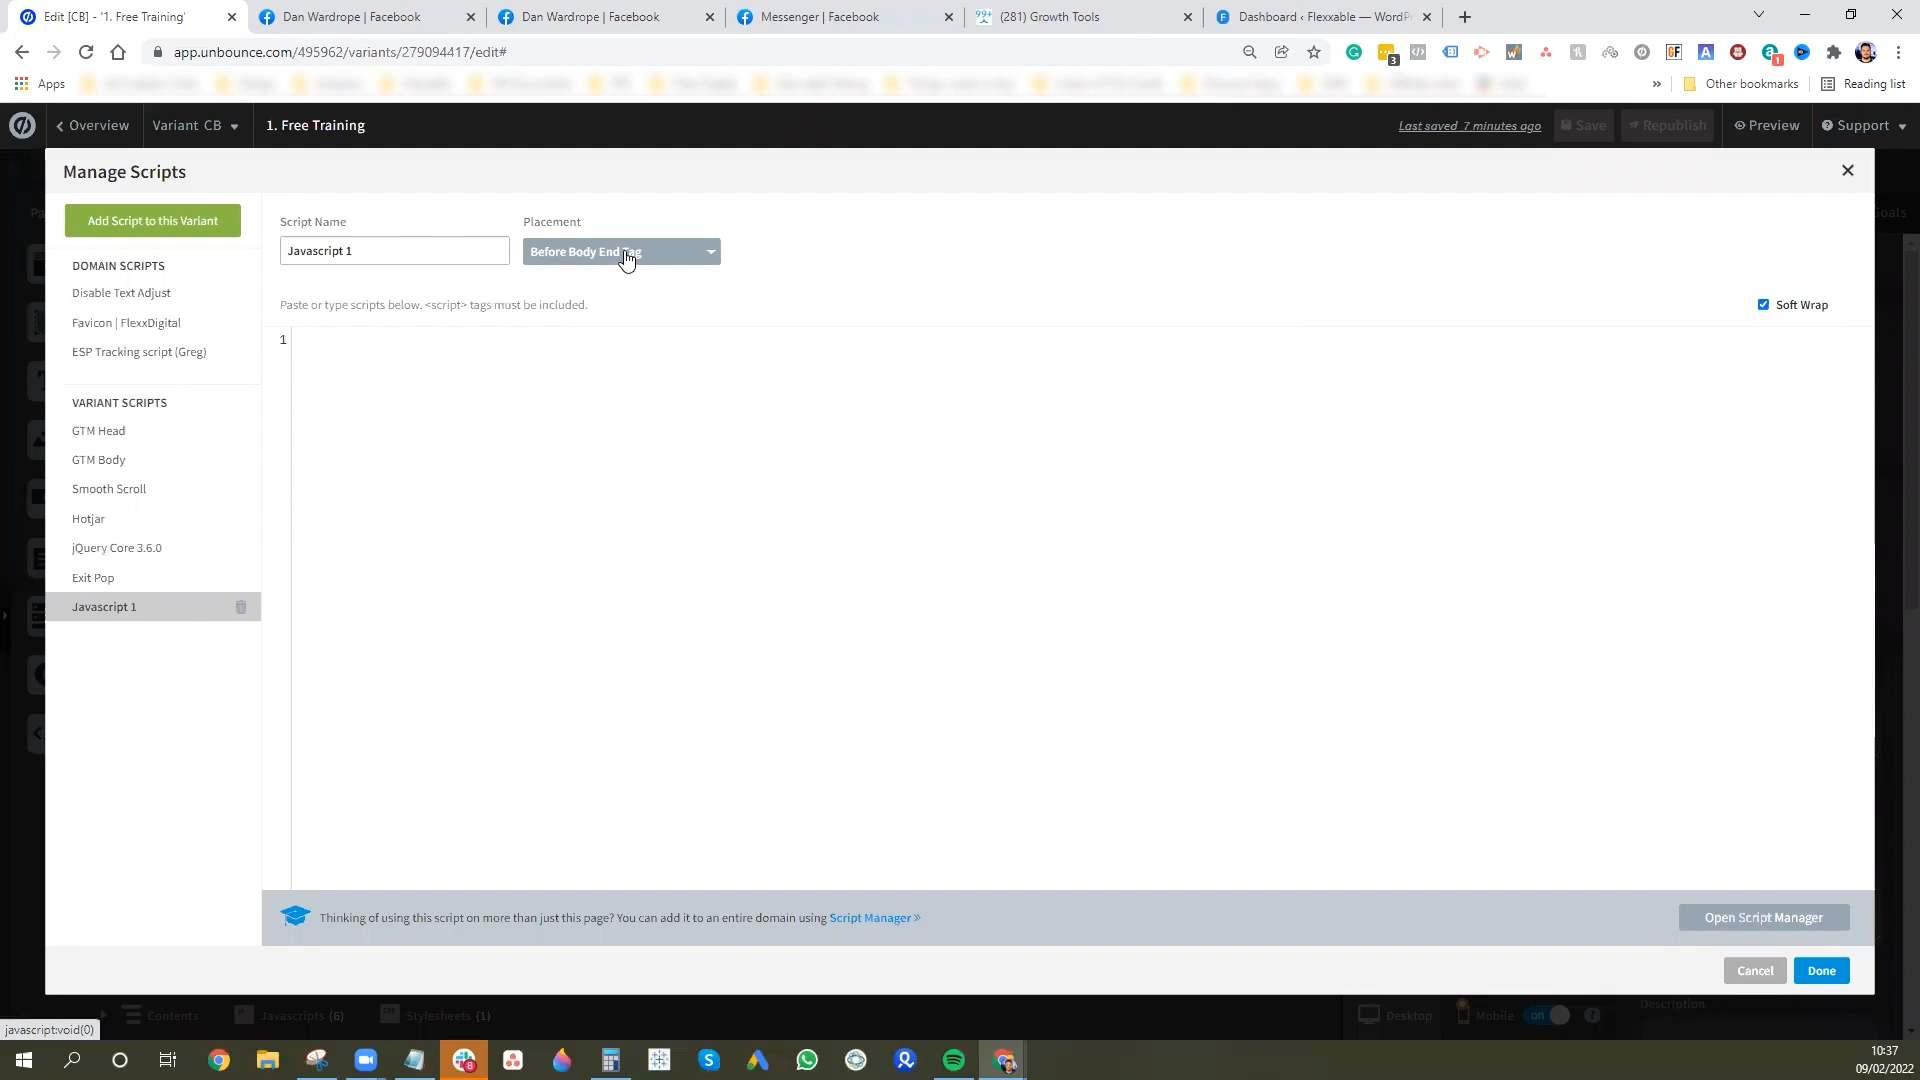 Edit [CB] - '1. Free Training'
Dan Wardrope | Facebook
Dan Wardrope | Facebook
Messenger | Facebook
99+
(281) Growth Tools
Dashboard ‹ Flexxable — WordP
app.unbounce.com/495962/variants/279094417/edit#
3
GF
A
1
Apps
Other bookmarks
Reading list
Overview
Variant CB
1. Free Training
Last saved 7 minutes ago
Save
Republish
Preview
Support
Manage Scripts
Add Script to this Variant
Script Name
Placement
Javascript 1
Before Body End Tag
DOMAIN SCRIPTS
Disable Text Adjust
Favicon | FlexxDigital
ESP Tracking script (Greg)
Paste or type scripts below. <script> tags must be included.
Soft Wrap
1
VARIANT SCRIPTS
GTM Head
GTM Body
Smooth Scroll
Hotjar
jQuery Core 3.6.0
Exit Pop
Javascript 1
Goals
Thinking of using this script on more than just this page? You can add it to an entire domain using Script Manager »
Open Script Manager
Cancel
Done
Contents
Javascripts (6)
Stylesheets (1)
Desktop
Mobile
on
Description
javascript:void(0)
8
10:37
09/02/2022